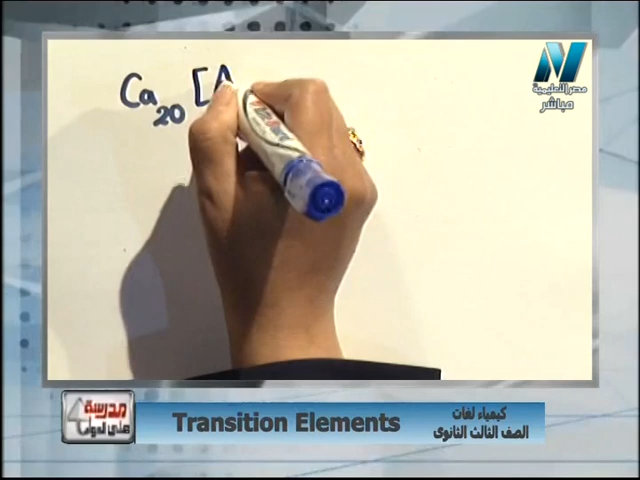 Ca20 [A
مصر التعليمية
مباشر
مدرسة
على الهواء
Transition Elements
كيمياء لغات
الصف الثالث الثانوى